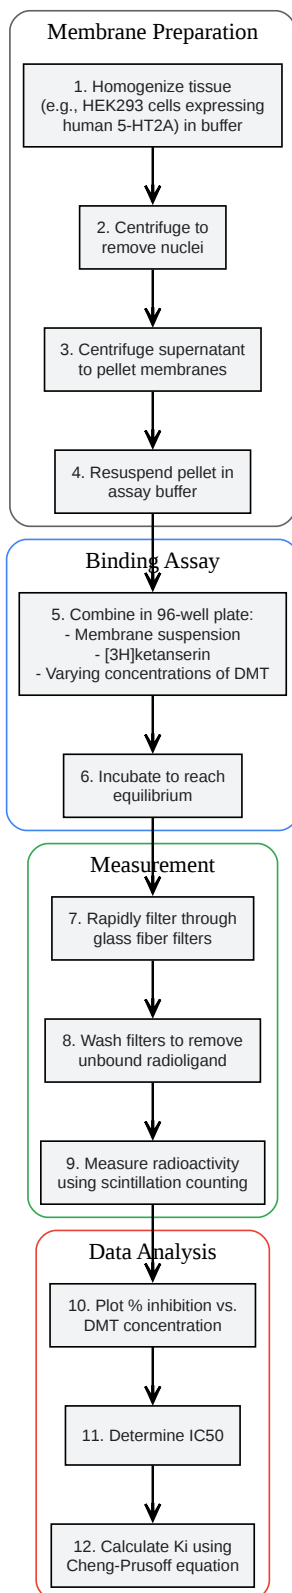 Membrane Preparation
1. Homogenize tissue
(e.g., HEK293 cells expressing
human 5-HT2A) in buffer
2. Centrifuge to
remove nuclei
3. Centrifuge supernatant
to pellet membranes
4. Resuspend pellet in
assay buffer
Binding Assay
5. Combine in 96-well plate:
- Membrane suspension
- [3H]ketanserin
- Varying concentrations of DMT
6. Incubate to reach
equilibrium
Measurement
7. Rapidly filter through
glass fiber filters
8. Wash filters to remove
unbound radioligand
9. Measure radioactivity
using scintillation counting
Data Analysis
10. Plot % inhibition vs.
DMT concentration
11. Determine IC50
12. Calculate Ki using
Cheng-Prusoff equation